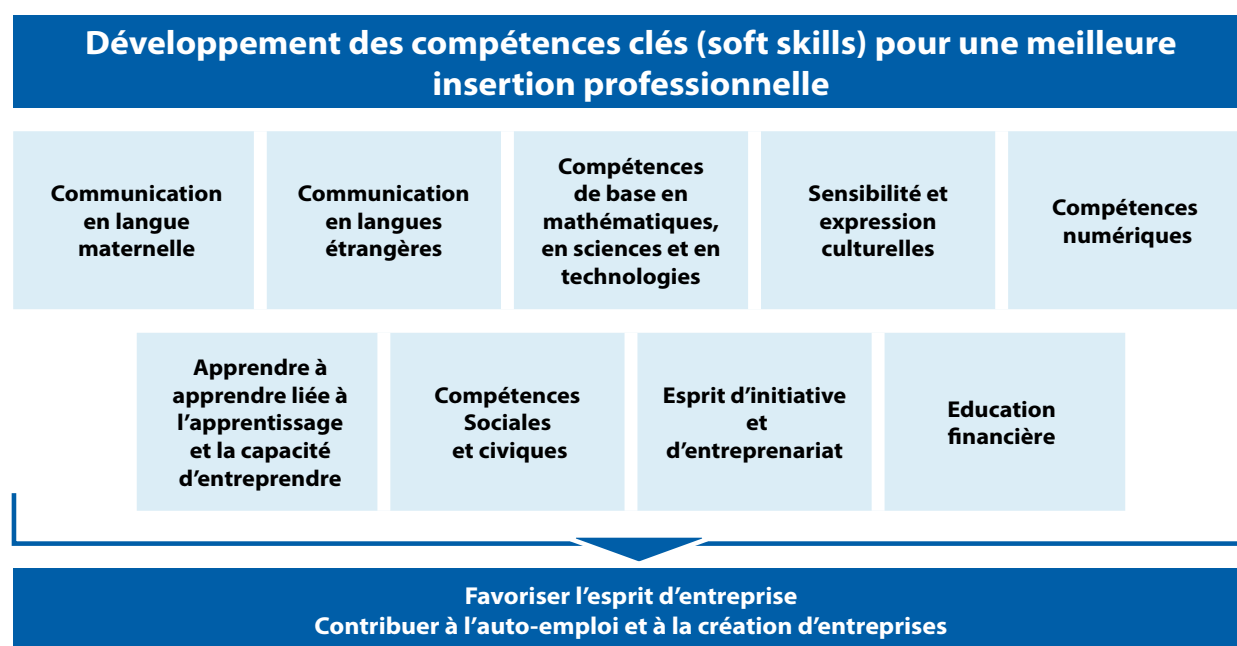 Développement des compétences clés (soft skills) pour une meilleure
insertion professionnelle
Communication
en langue
maternelle
Communication
en langues
étrangères
Compétences
de base en
mathématiques,
en sciences et en
technologies
Sensibilité et
expression
culturelles
Compétences
numériques
Apprendre à
apprendre liée à
l’apprentissage
et la capacité
d’entreprendre
Compétences
Sociales
et civiques
Esprit d’initiative
et
d’entreprenariat
Education
financière
Favoriser l’esprit d’entreprise
Contribuer à l’auto-emploi et à la création d’entreprises